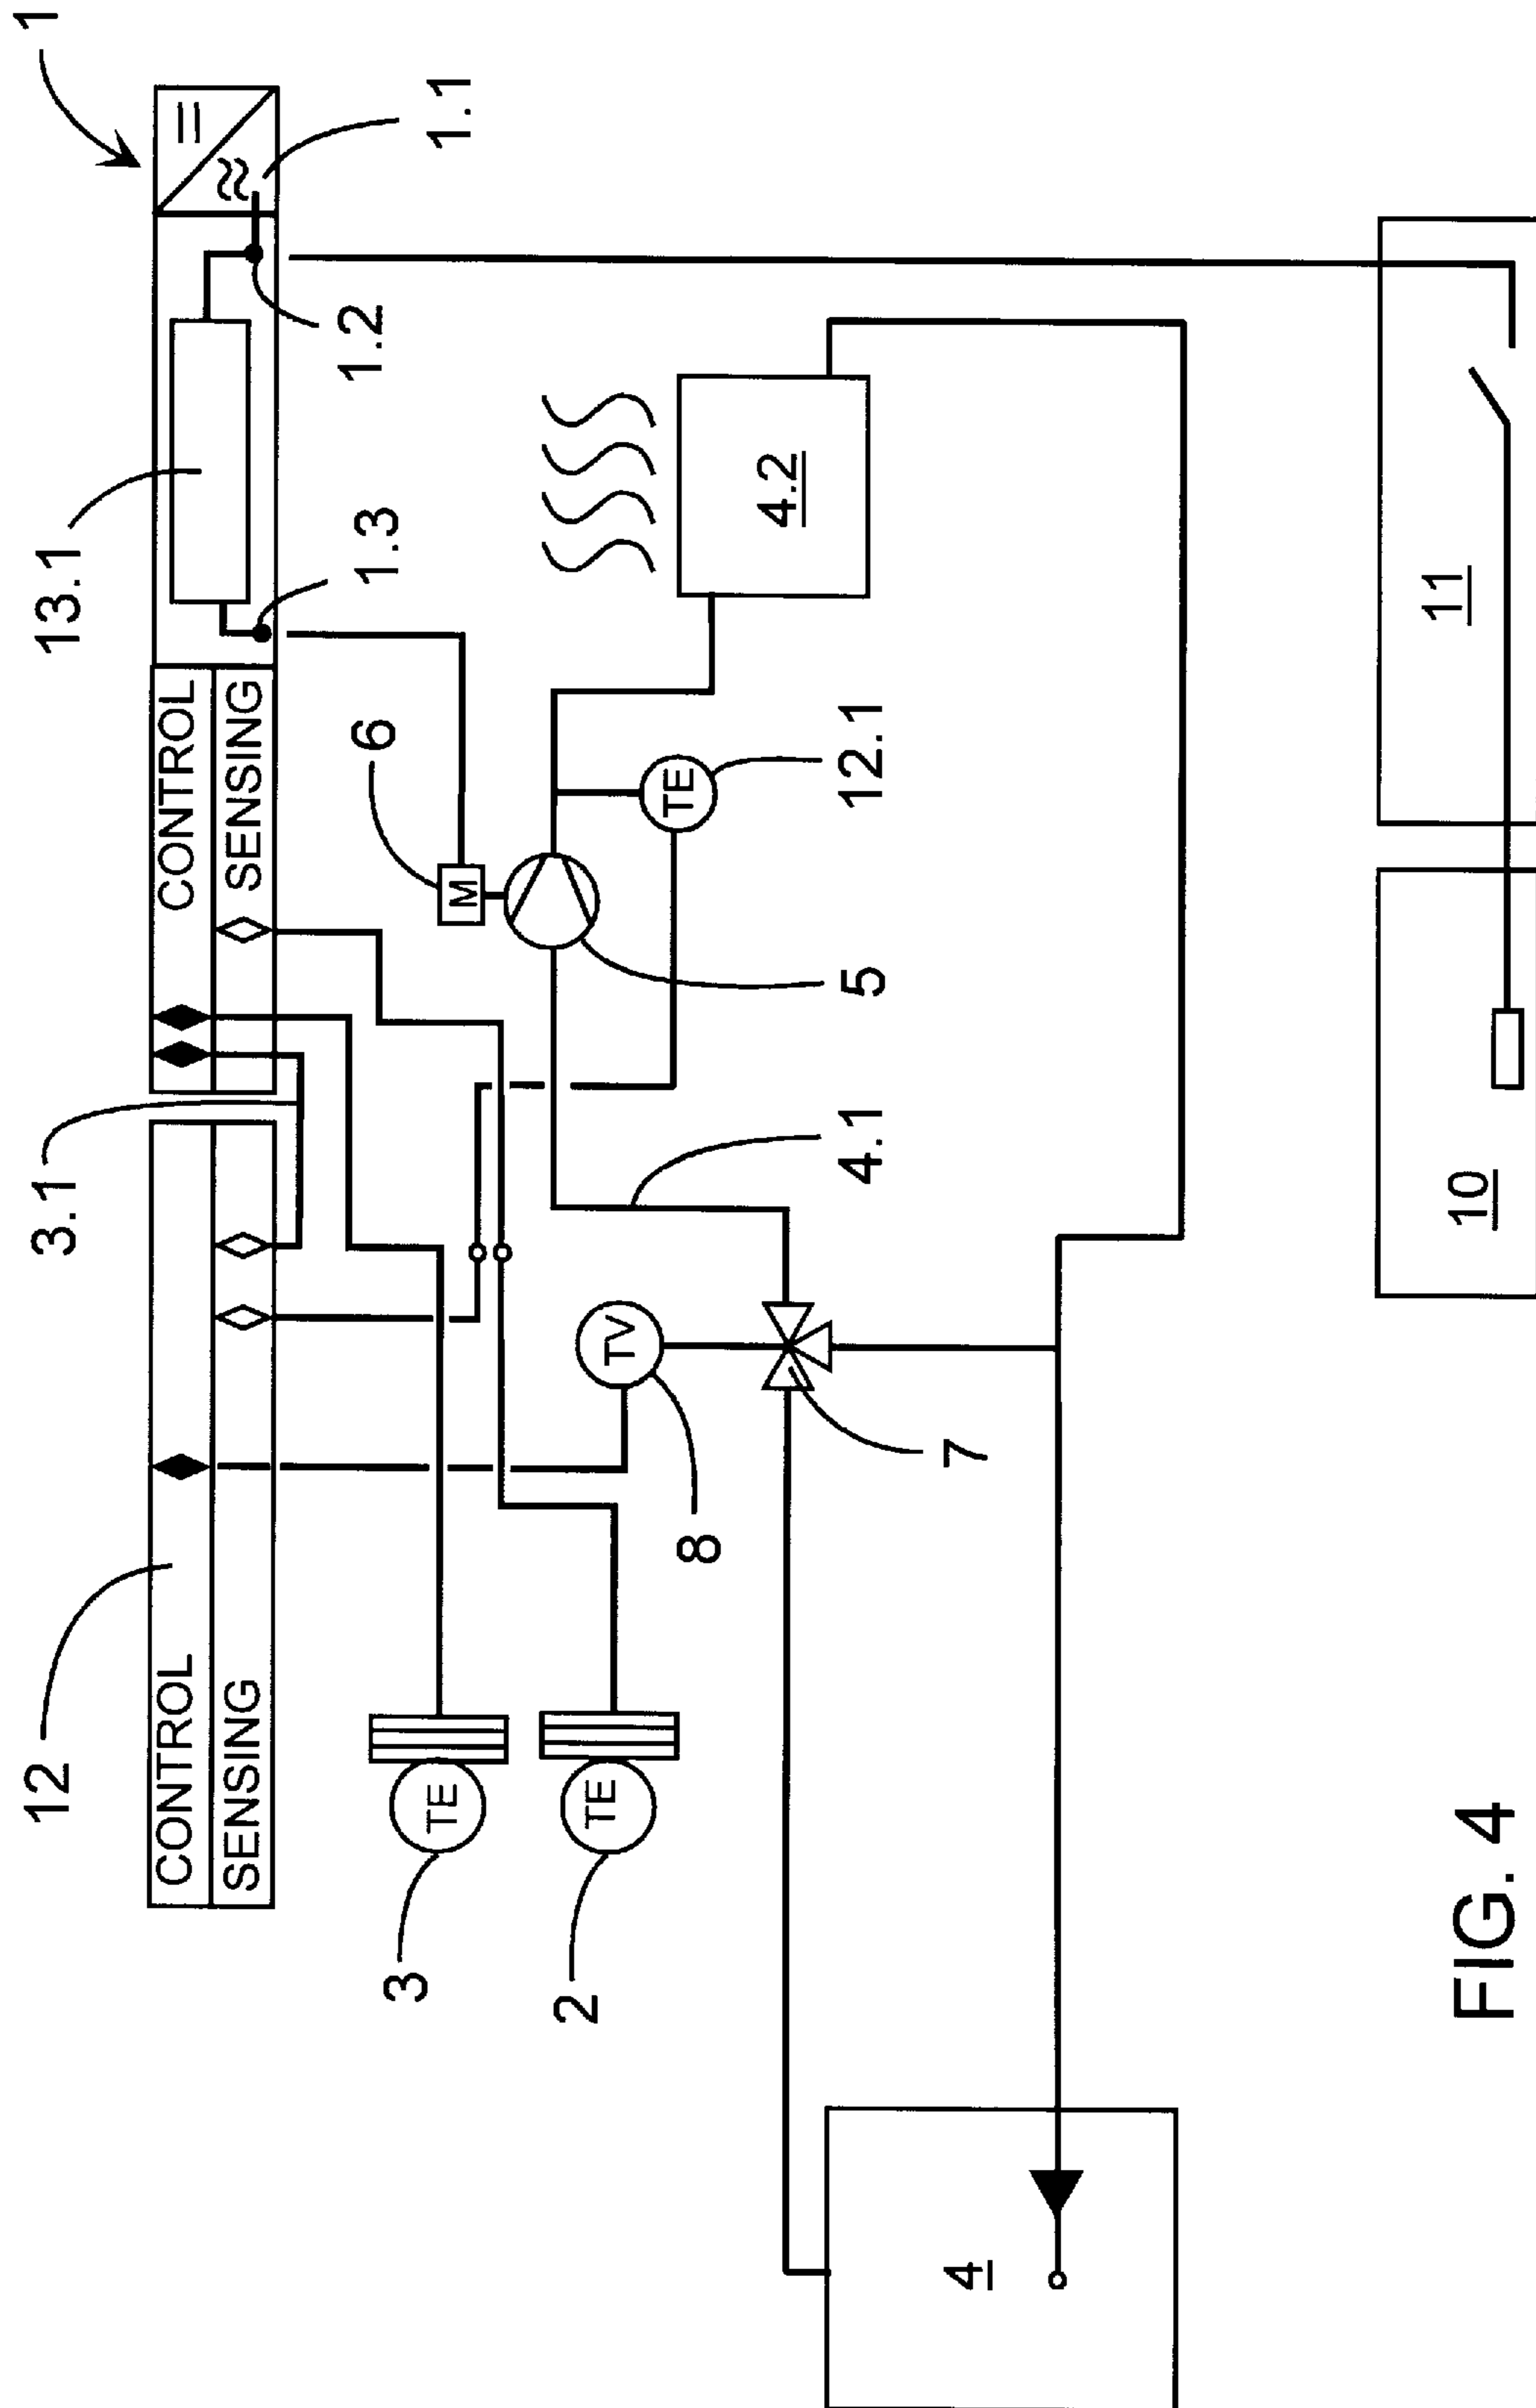 12
3.1
13.1
1
CONTROL
CONTROL
=
SENSING
SENSING
≈
1.1
3
6
1.3
1.2
TE
M
2
TE
TV
TE
8
4.2
4.1
5
12.1
4
7
10
11
FIG. 4